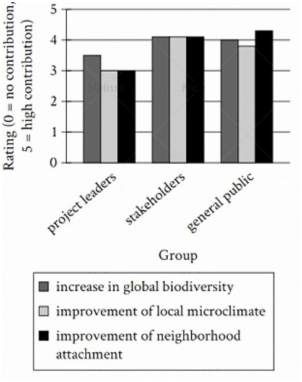 Rating (0 = no contribution,
5 = high contribution)
5
4
3
2
1
0
project leaders
stakeholders
general public
Group
increase in global biodiversity
improvement of local microclimate
improvement of neighborhood
attachment